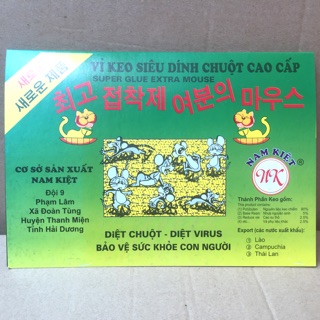 새로운 제품
VỈ KEO SIÊU DÍNH CHUỘT CAO CẤP
SUPER GLUE EXTRA MOUSE
최고 접착제 여분의 마우스
CƠ SỞ SẢN XUẤT
NAM KIỆT
Đội 9
Phạm Lâm
Xã Đoàn Tùng
Huyện Thanh Miện
Tỉnh Hải Dương
NAM KIỆT
NK
®
Thành Phần Keo gồm:
DIỆT CHUỘT - DIỆT VIRUS
BẢO VỆ SỨC KHỎE CON NGƯỜI
Export (các nước xuất khẩu):
① Lào
② Campuchia
③ Thái Lan